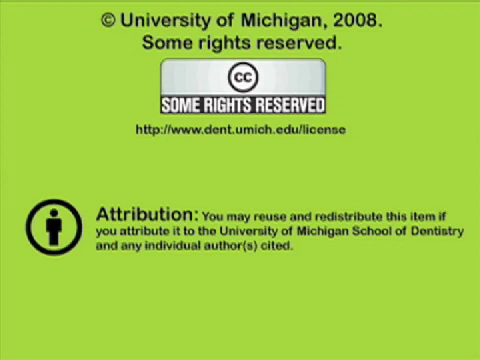 © University of Michigan, 2008.
Some rights reserved.
cc
SOME RIGHTS RESERVED
http://www.dent.umich.edu/license
Attribution: You may reuse and redistribute this item if
you attribute it to the University of Michigan School of Dentistry
and any individual author(s) cited.